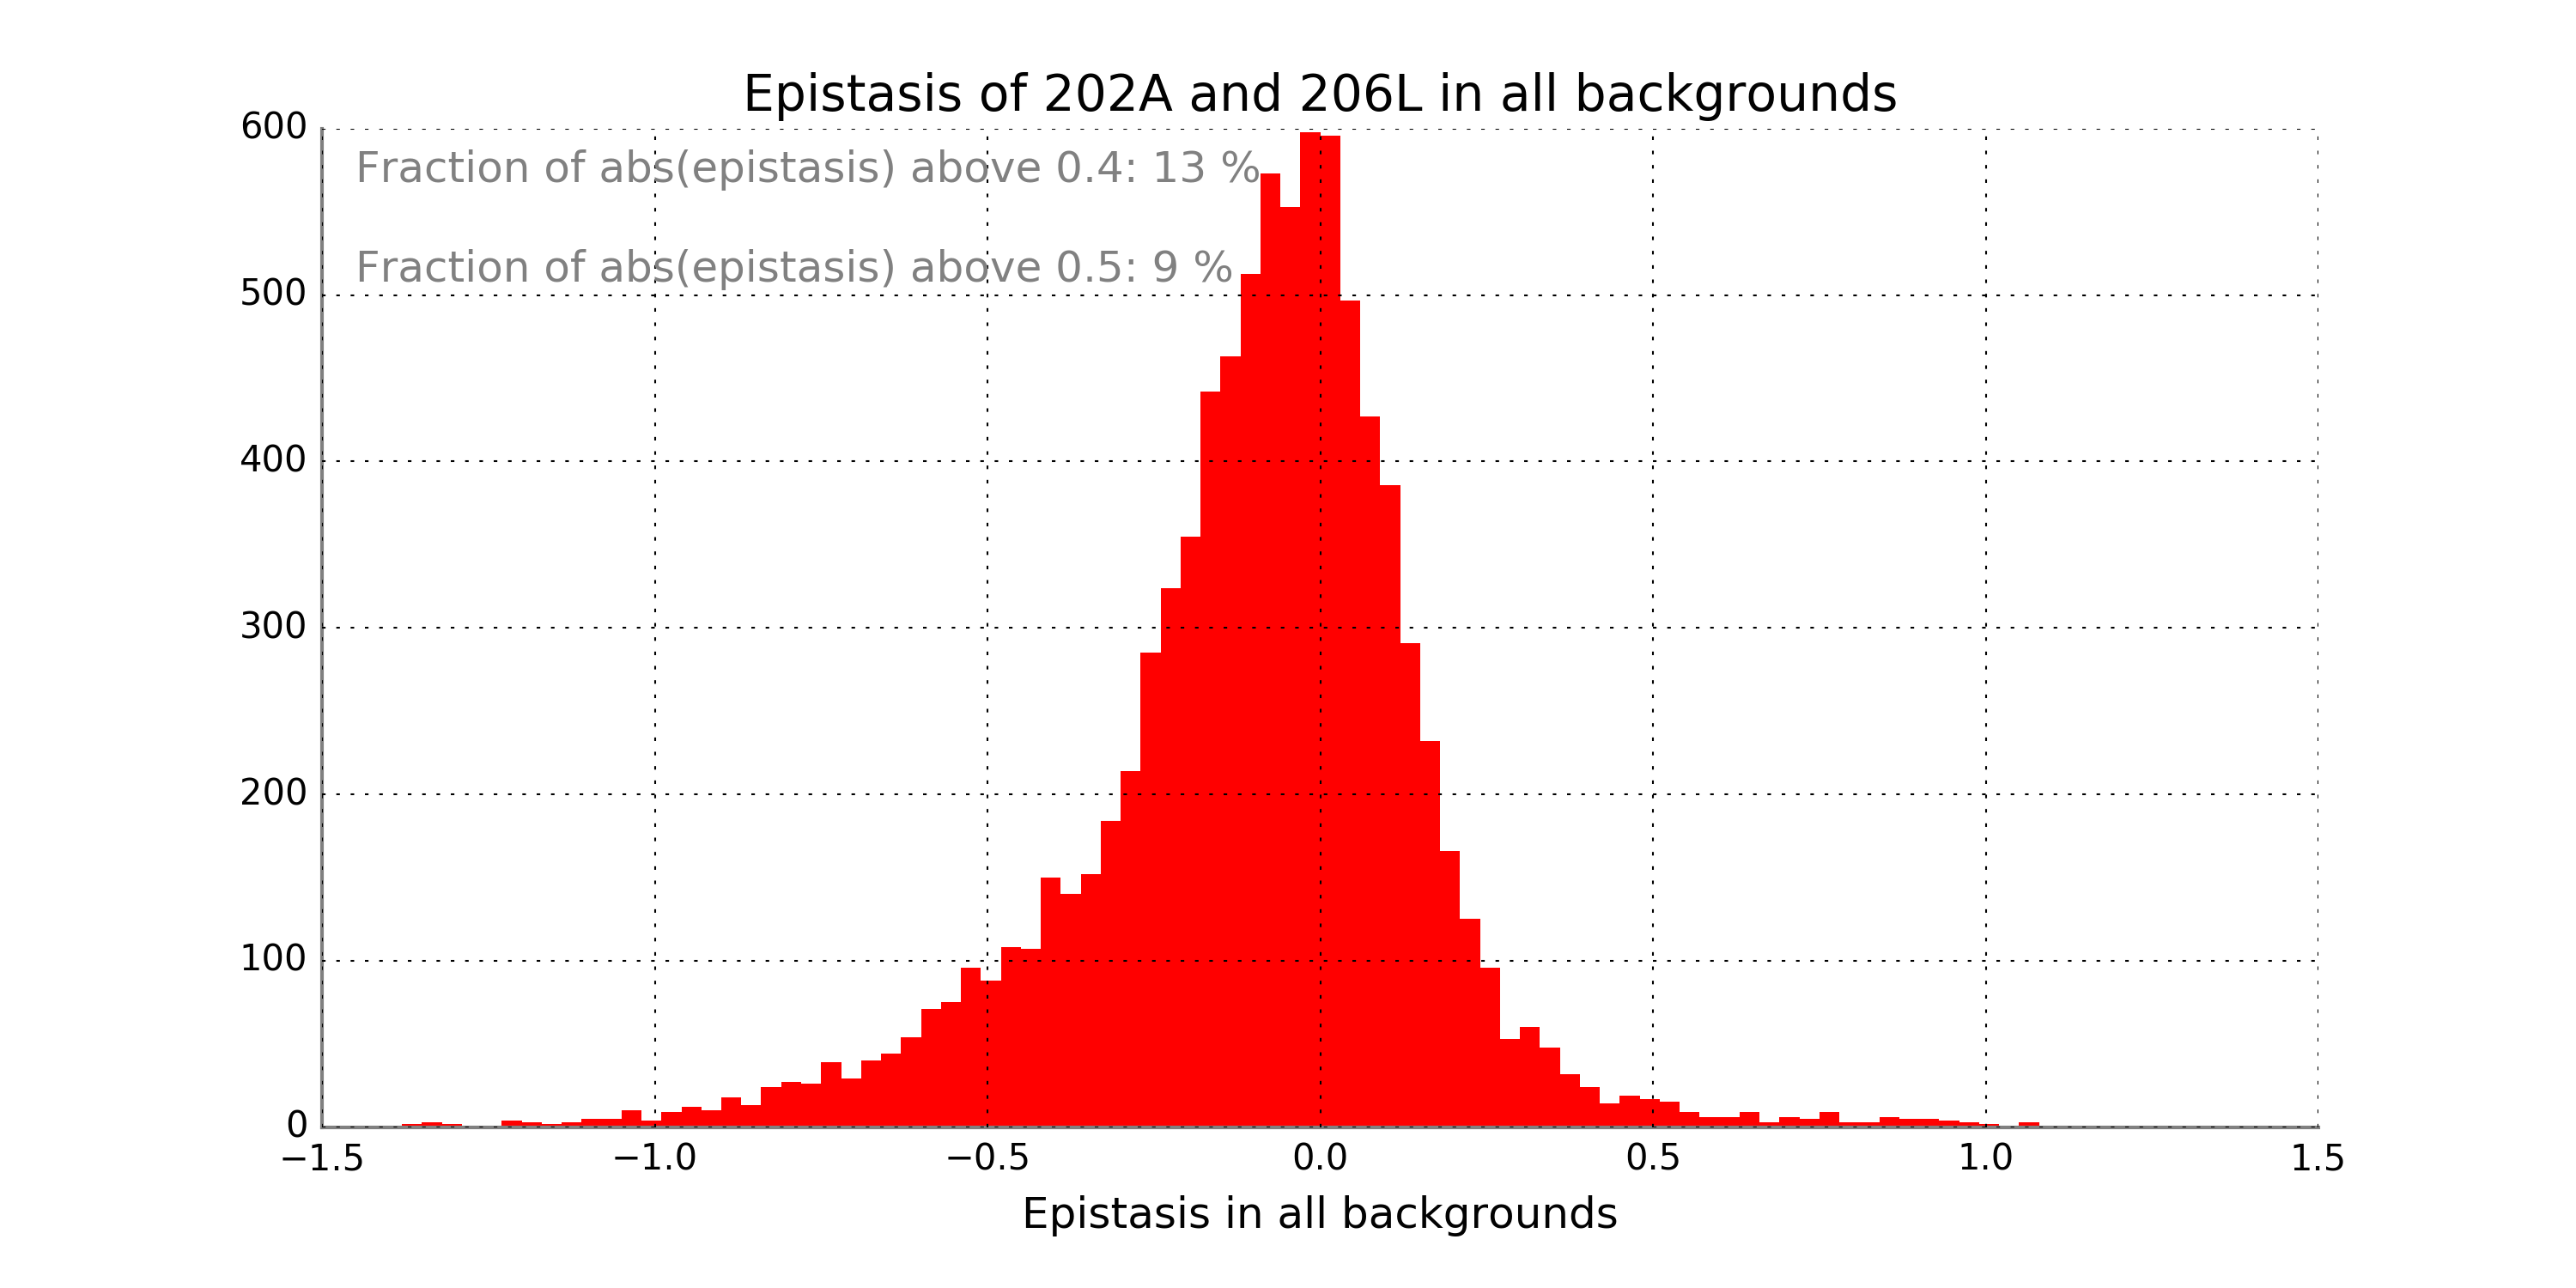 Epistasis of 202A and 206L in all backgrounds
600
Fraction of abs(epistasis) above 0.4: 13 %
Fraction of abs(epistasis) above 0.5: 9 %
500
400
300
200
100
0
−1.5 −1.0 −0.5 0.0 0.5 1.0 1.5
Epistasis in all backgrounds